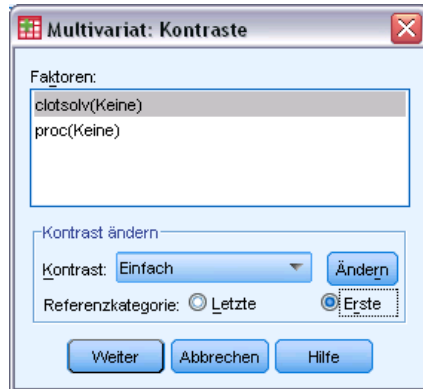 Multivariat: Kontraste
Faktoren:
clotsolv(Keine)
proc(Keine)
Kontrast ändern
Kontrast: Einfach Ändern
Referenzkategorie: Letzte Erste
Weiter Abbrechen Hilfe